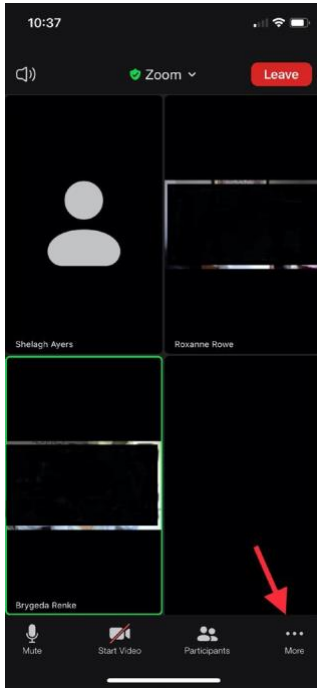 10:37
Zoom
Leave
Shelagh Ayers
Roxanne Rowe
Brygeda Renke
Mute
Start Video
Participants
More